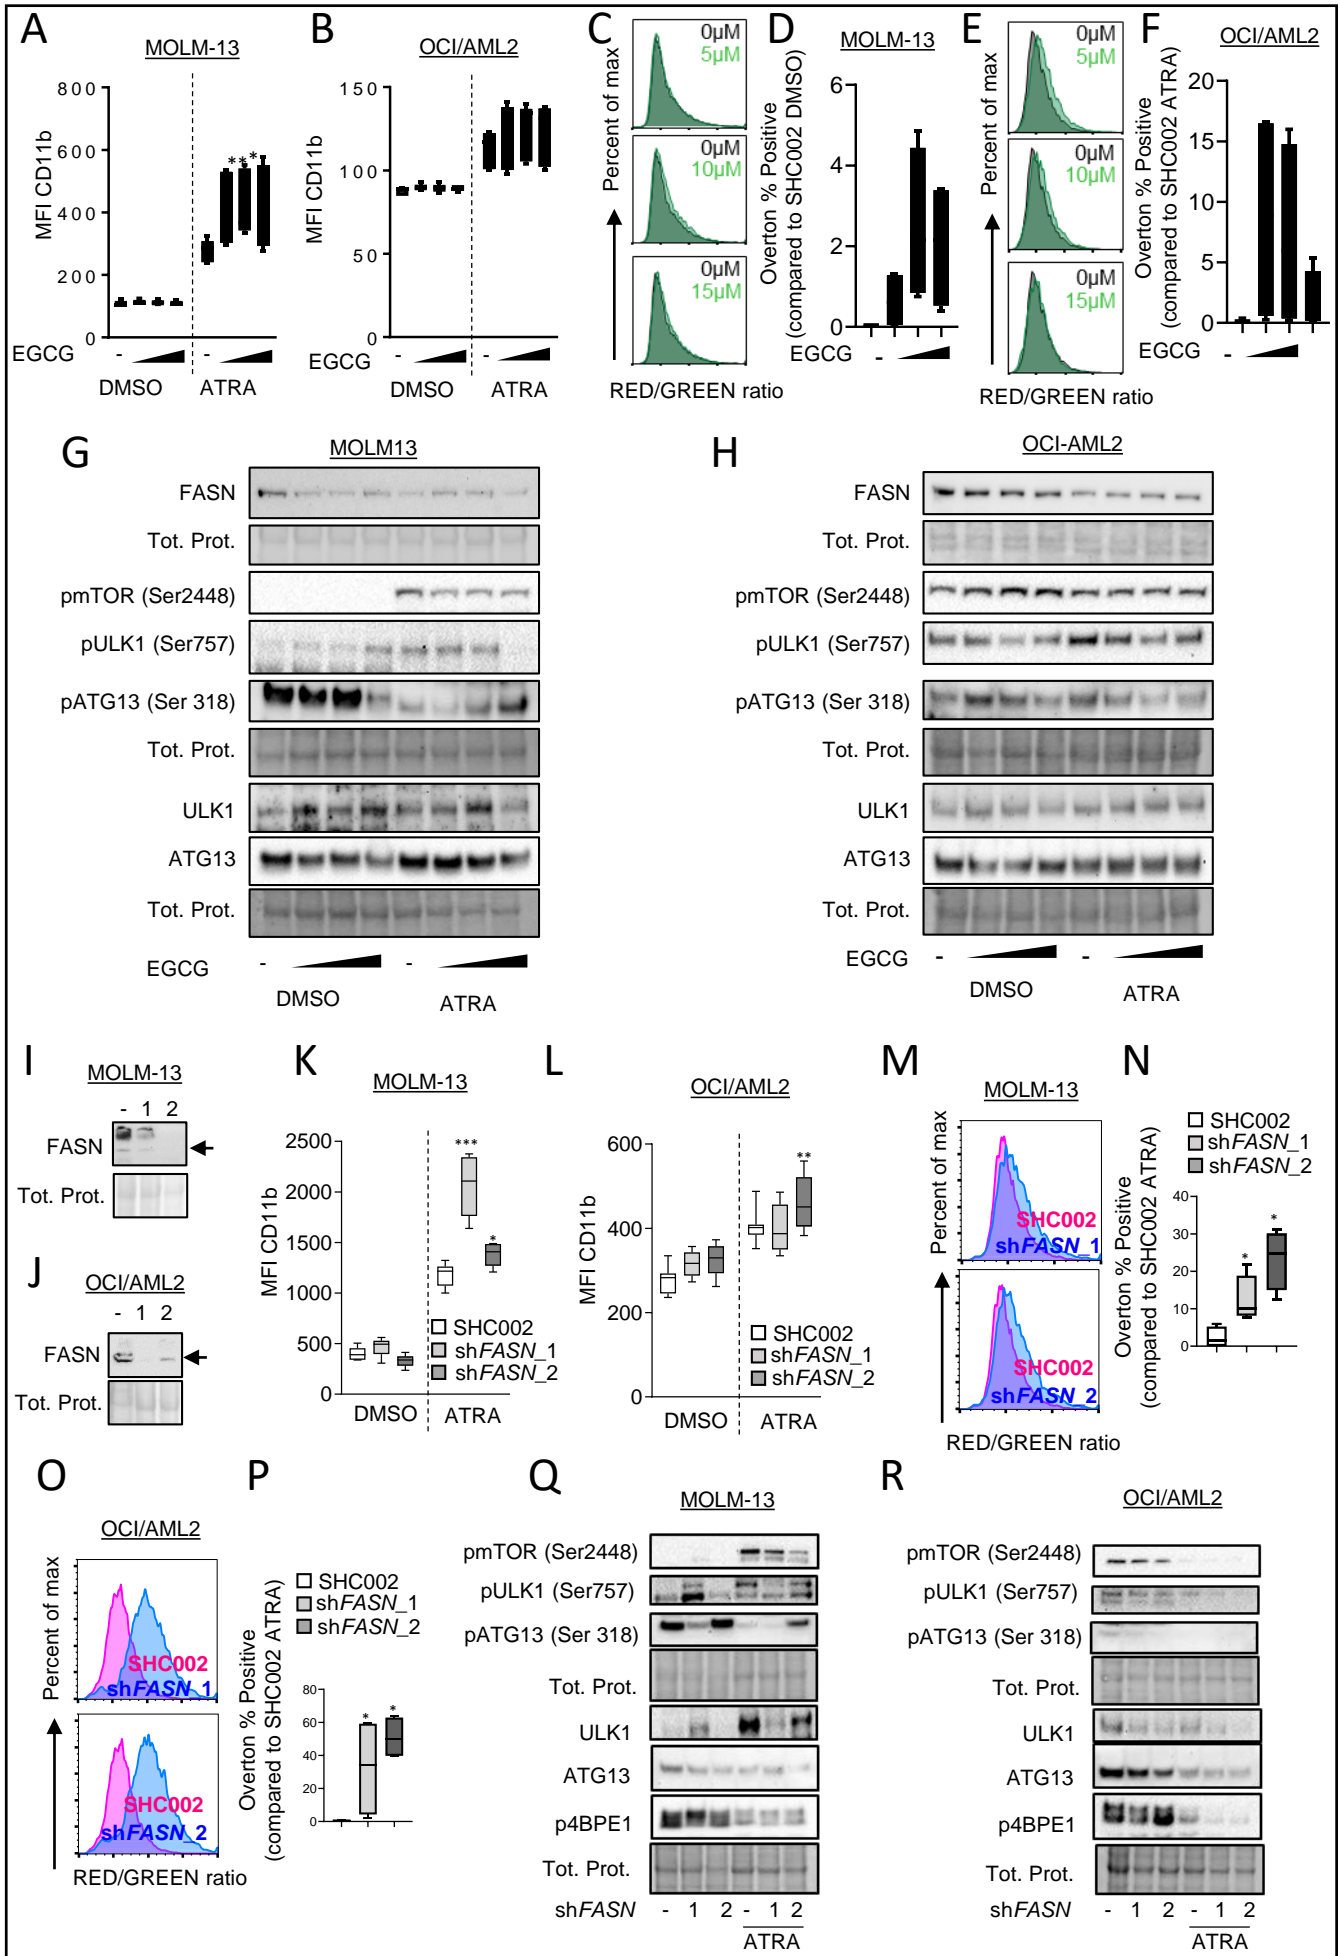 A
MOLM-13
MFI CD11b
800
600
400
200
0
***
*
EGCG
-
DMSO
ATRA
B
OCI/AML2
MFI CD11b
150
100
50
0
EGCG
-
-
DMSO
ATRA
C
Percent of max
0µM
5µM
0µM
10µM
0µM
15µM
RED/GREEN ratio
D
MOLM-13
Overton % Positive
(compared to SHC002 DMSO)
6
4
2
0
EGCG
-
E
Percent of max
0µM
5µM
0µM
10µM
0µM
15µM
RED/GREEN ratio
F
OCI/AML2
Overton % Positive
(compared to SHC002 ATRA)
20
15
10
5
0
EGCG
-
G
MOLM13
FASN
Tot. Prot.
pmTOR (Ser2448)
pULK1 (Ser757)
pATG13 (Ser 318)
Tot. Prot.
ULK1
ATG13
Tot. Prot.
EGCG
-
-
DMSO
ATRA
H
OCI-AML2
FASN
Tot. Prot.
pmTOR (Ser2448)
pULK1 (Ser757)
pATG13 (Ser 318)
Tot. Prot.
ULK1
ATG13
Tot. Prot.
EGCG
-
-
DMSO
ATRA
I
MOLM-13
- 1 2
FASN
Tot. Prot.
J
OCI/AML2
- 1 2
FASN
Tot. Prot.
K
MOLM-13
MFI CD11b
2500
2000
1500
1000
500
0
***
*
SHC002
shFASN_1
shFASN_2
DMSO
ATRA
L
OCI/AML2
MFI CD11b
600
400
200
0
**
SHC002
shFASN_1
shFASN_2
DMSO
ATRA
M
MOLM-13
Percent of max
SHC002
shFASN_1
SHC002
shFASN_2
RED/GREEN ratio
N
SHC002
shFASN_1
shFASN_2
Overton % Positive
(compared to SHC002 ATRA)
40
30
20
10
0
*
*
O
OCI/AML2
Percent of max
SHC002
shFASN_1
SHC002
shFASN_2
RED/GREEN ratio
P
SHC002
shFASN_1
shFASN_2
Overton % Positive
(compared to SHC002 ATRA)
80
60
40
20
0
*
*
Q
MOLM-13
pmTOR (Ser2448)
pULK1 (Ser757)
pATG13 (Ser 318)
Tot. Prot.
ULK1
ATG13
p4BPE1
Tot. Prot.
shFASN - 1 2 - 1 2
ATRA
R
OCI/AML2
pmTOR (Ser2448)
pULK1 (Ser757)
pATG13 (Ser 318)
Tot. Prot.
ULK1
ATG13
p4BPE1
Tot. Prot.
shFASN - 1 2 - 1 2
ATRA